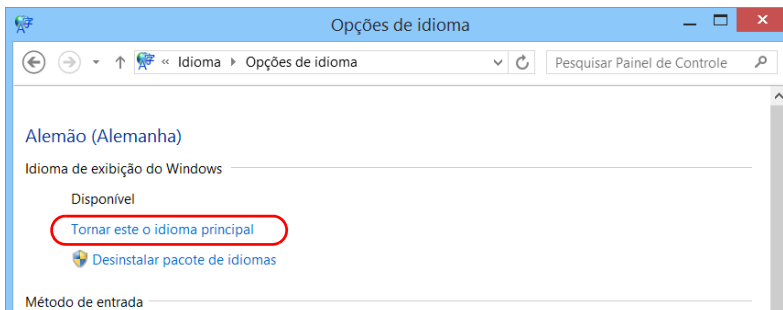 Opções de idioma
« Idioma ▸ Opções de idioma
Pesquisar Painel de Controle
Alemão (Alemanha)
Idioma de exibição do Windows
Disponível
Tornar este o idioma principal
Desinstalar pacote de idiomas
Método de entrada